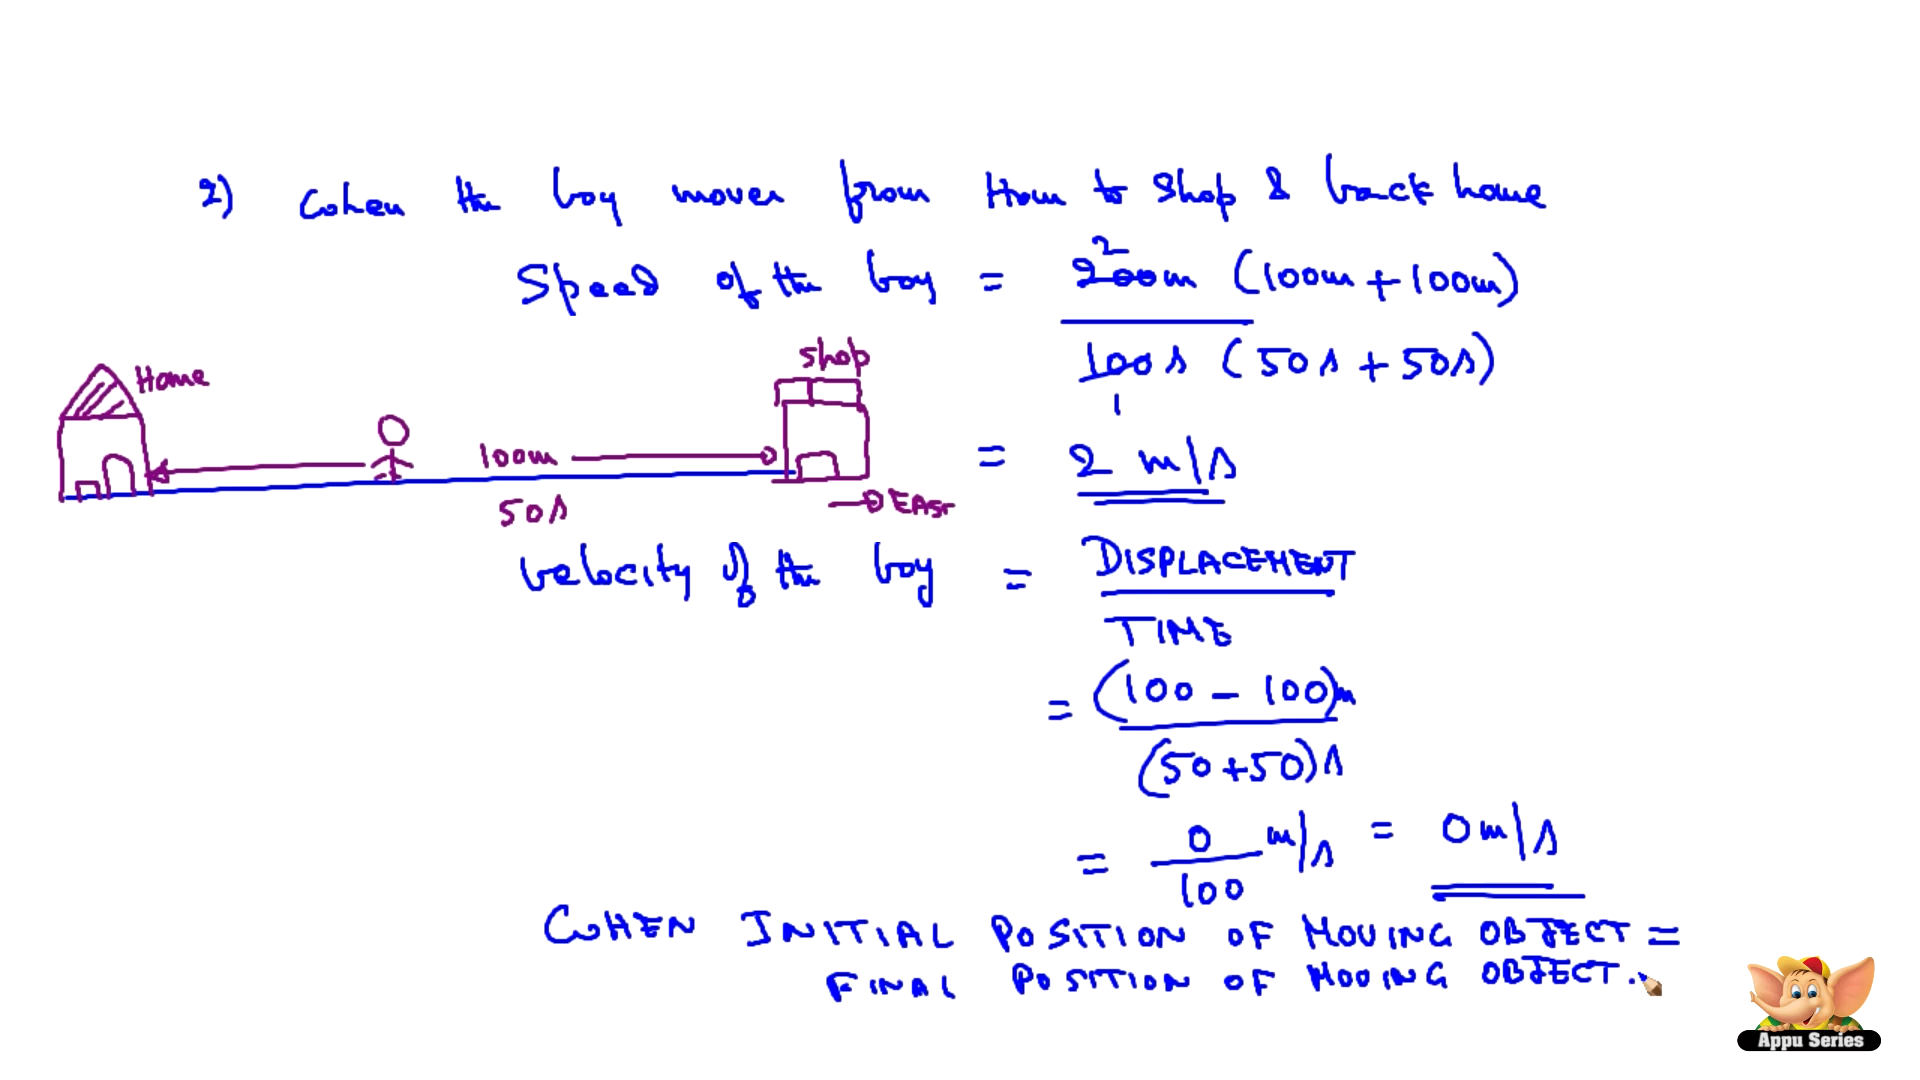 2) When the boy moves from Home to shop & back home
Speed of the boy = 200m (100m + 100m)
2
100s (50s + 50s)
1
Home
shop
100m
50s
EAST
= 2 m/s
velocity of the boy = DISPLACEMENT
TIME
= (100 - 100)m
(50+50)s
= 0 m/s = 0 m/s
100
WHEN INITIAL POSITION OF MOVING OBJECT =
FINAL POSITION OF MOVING OBJECT.
Appu Series